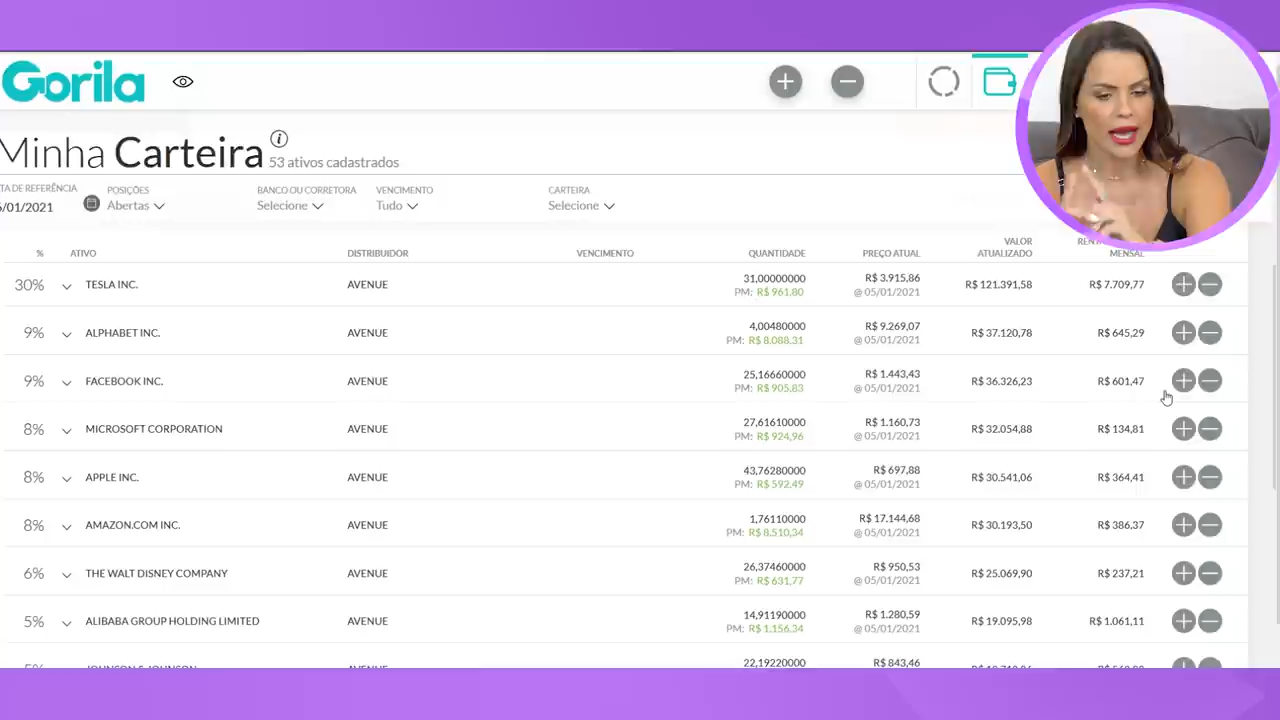 Gorila
Minha Carteira 53 ativos cadastrados
POSIÇÕES BANCO OU CORRETORA VENCIMENTO CARTEIRA
/01/2021 Abertas Selecione Tudo Selecione
% ATIVO DISTRIBUIDOR VENCIMENTO QUANTIDADE PREÇO ATUAL VALOR ATUALIZADO MENSAL
30% TESLA INC. AVENUE 31,00000000 R$ 3.915,86 R$ 121.391,58 R$ 7.709,77
PM: R$ 961,80 @ 05/01/2021
9% ALPHABET INC. AVENUE 4,00480000 R$ 9.269,07 R$ 37.120,78 R$ 645,29
PM: R$ 8.088,31 @ 05/01/2021
9% FACEBOOK INC. AVENUE 25,16660000 R$ 1.443,43 R$ 36.326,23 R$ 601,47
PM: R$ 905,83 @ 05/01/2021
8% MICROSOFT CORPORATION AVENUE 27,61610000 R$ 1.160,73 R$ 32.054,88 R$ 134,81
PM: R$ 924,96 @ 05/01/2021
8% APPLE INC. AVENUE 43,76280000 R$ 697,88 R$ 30.541,06 R$ 364,41
PM: R$ 592,49 @ 05/01/2021
8% AMAZON.COM INC. AVENUE 1,76110000 R$ 17.144,68 R$ 30.193,50 R$ 386,37
PM: R$ 8.510,34 @ 05/01/2021
6% THE WALT DISNEY COMPANY AVENUE 26,37460000 R$ 950,53 R$ 25.069,90 R$ 237,21
PM: R$ 631,77 @ 05/01/2021
5% ALIBABA GROUP HOLDING LIMITED AVENUE 14,91190000 R$ 1.280,59 R$ 19.095,98 R$ 1.061,11
PM: R$ 1.156,34 @ 05/01/2021
5% JOHNSON & JOHNSON AVENUE 22,19220000 R$ 843,46